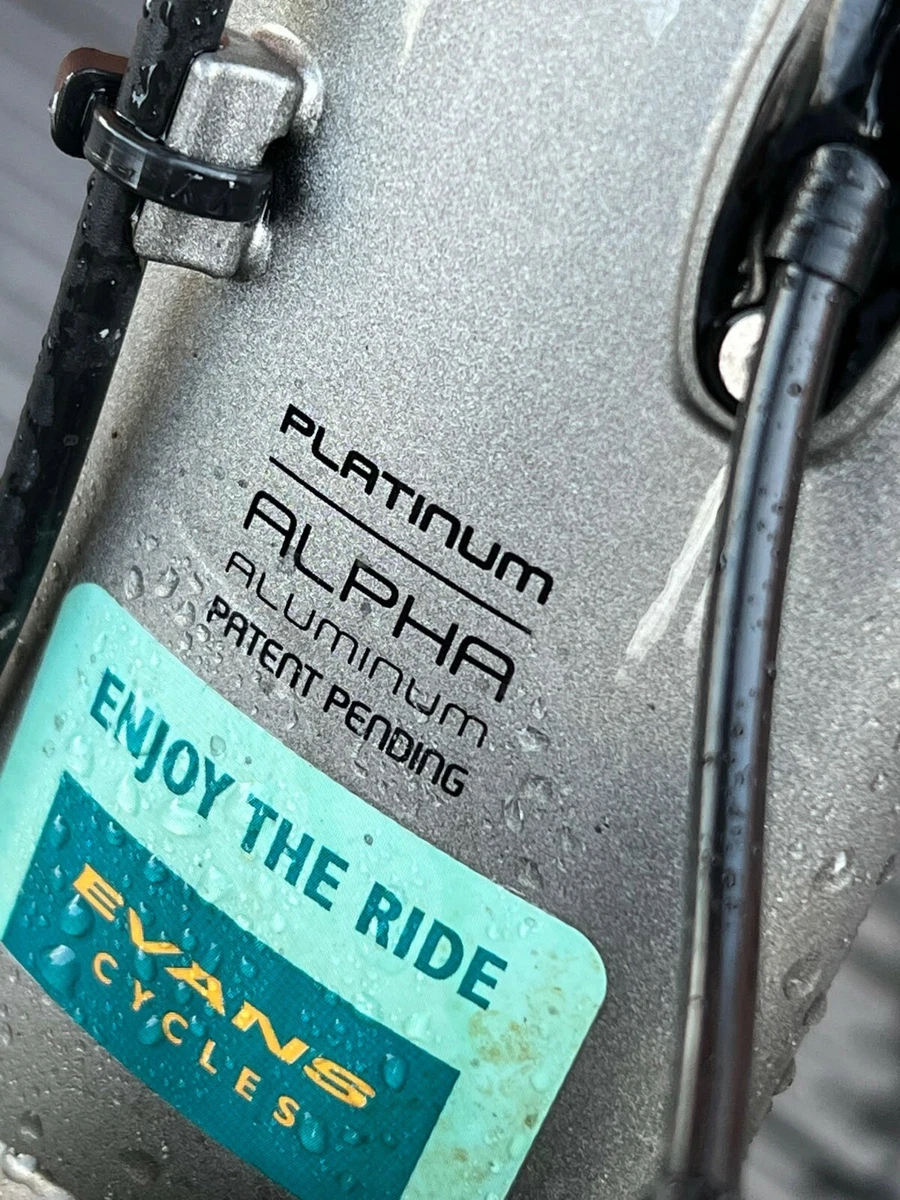 PLATINUM
ALPHA
ALUMINUM
PATENT PENDING
ENJOY THE RIDE
EVANS
CYCLES